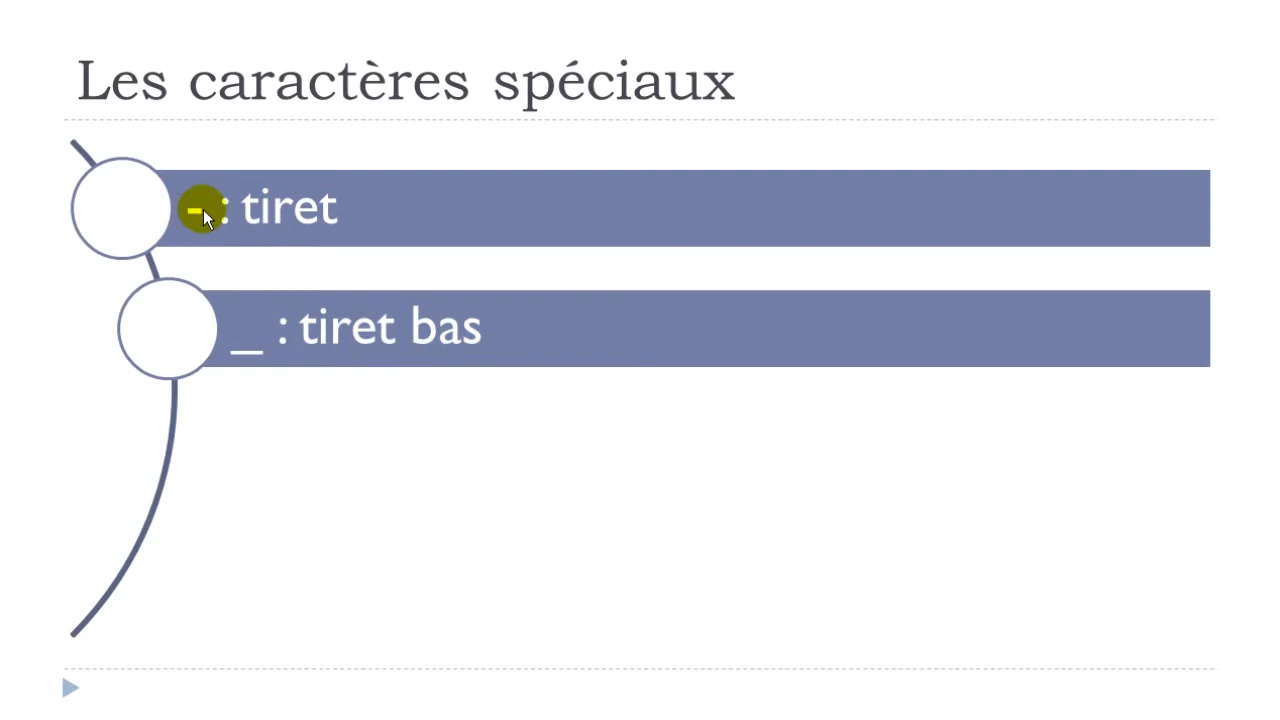 Les caractères spéciaux
- : tiret
_ : tiret bas